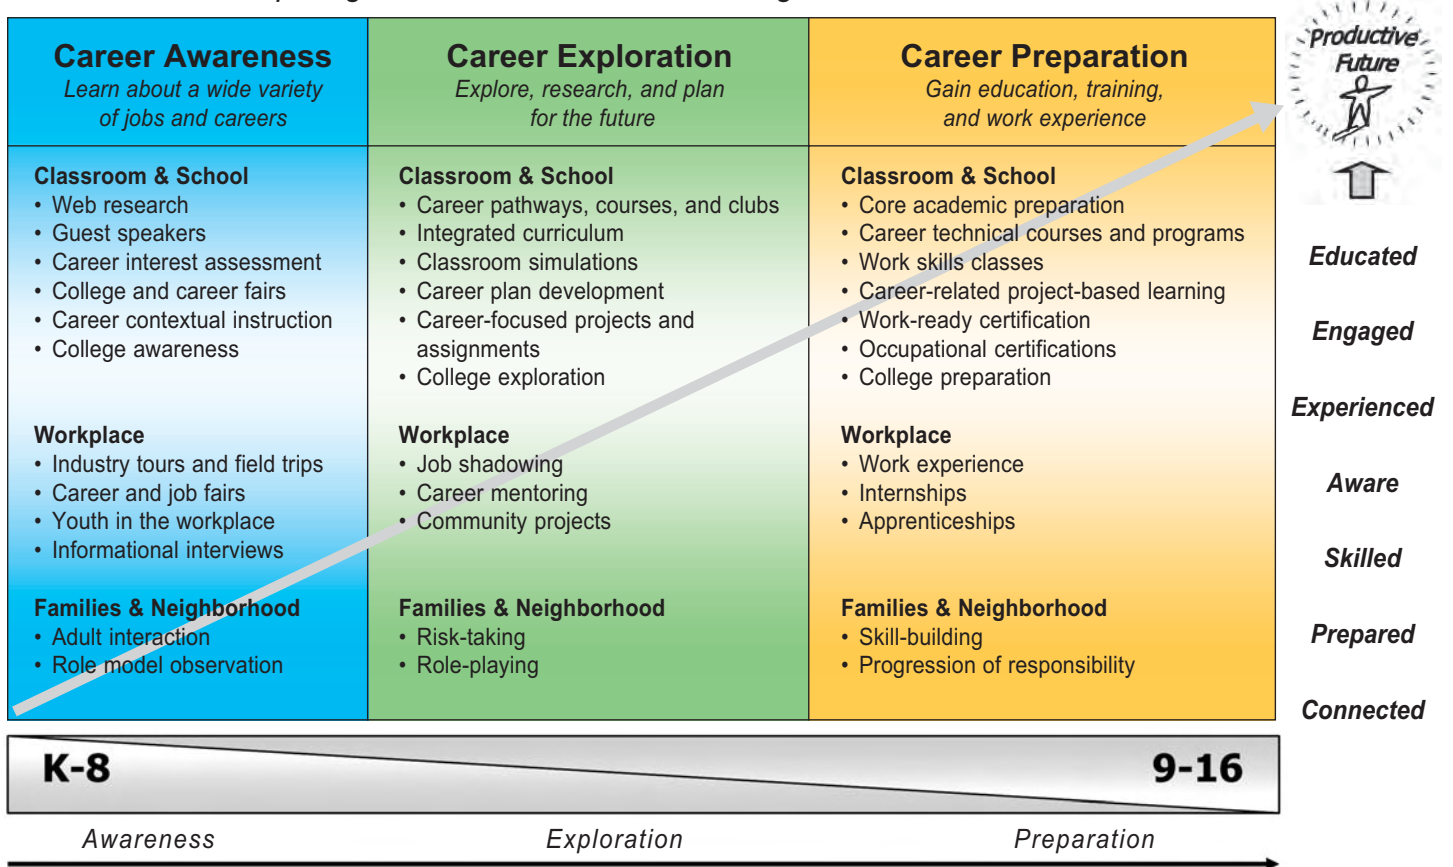 Career Awareness
Learn about a wide variety
of jobs and careers
Classroom & School
• Web research
• Guest speakers
• Career interest assessment
• College and career fairs
• Career contextual instruction
• College awareness
Workplace
• Industry tours and field trips
• Career and job fairs
• Youth in the workplace
• Informational interviews
Families & Neighborhood
• Adult interaction
• Role model observation
Career Exploration
Explore, research, and plan
for the future
Classroom & School
• Career pathways, courses, and clubs
• Integrated curriculum
• Classroom simulations
• Career plan development
• Career-focused projects and
assignments
• College exploration
Workplace
• Job shadowing
• Career mentoring
• Community projects
Families & Neighborhood
• Risk-taking
• Role-playing
Career Preparation
Gain education, training,
and work experience
Classroom & School
• Core academic preparation
• Career technical courses and programs
• Work skills classes
• Career-related project-based learning
• Work-ready certification
• Occupational certifications
• College preparation
Workplace
• Work experience
• Internships
• Apprenticeships
Families & Neighborhood
• Skill-building
• Progression of responsibility
Productive
Future
Educated
Engaged
Experienced
Aware
Skilled
Prepared
Connected
K-8
9-16
Awareness
Exploration
Preparation